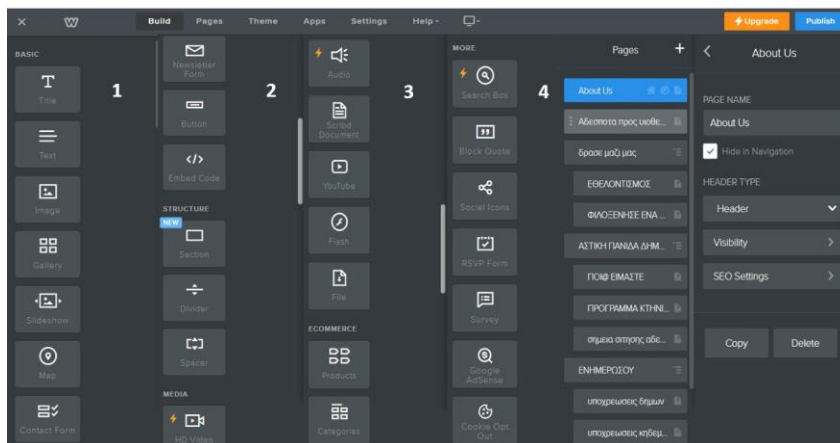 Build Pages Theme Apps Settings Help
Upgrade Publish
BASIC
Title
Text
Image
Gallery
Slideshow
Map
Contact Form
1
Newsletter
Form
Button
Embed Code
STRUCTURE
NEW
Section
Divider
Spacer
MEDIA
HD Video
2
Audio
Scribd
Document
YouTube
Flash
File
ECOMMERCE
Products
Categories
3
MORE
Search Box
Block Quote
Social Icons
RSVP Form
Survey
Google
AdSense
Cookie Opt
Out
4
Pages +
About Us
Αδεσποτα προς υιοθε...
δρασε μαζι μας
ΕΘΕΛΟΝΤΙΣΜΟΣ
ΦΙΛΟΞΕΝΗΣΕ ΕΝΑ ...
ΑΣΤΙΚΗ ΠΑΝΙΔΑ ΔΗΜ...
ΠΟΙΟΙ ΕΙΜΑΣΤΕ
ΠΡΟΓΡΑΜΜΑ ΚΤΗΝΙ...
σημεια σιτησης αδε...
ΕΝΗΜΕΡΩΣΟΥ
υποχρεωσεις δημων
υποχρεωσεις κηδεμ...
About Us
PAGE NAME
About Us
Hide in Navigation
HEADER TYPE
Header
Visibility
SEO Settings
Copy Delete